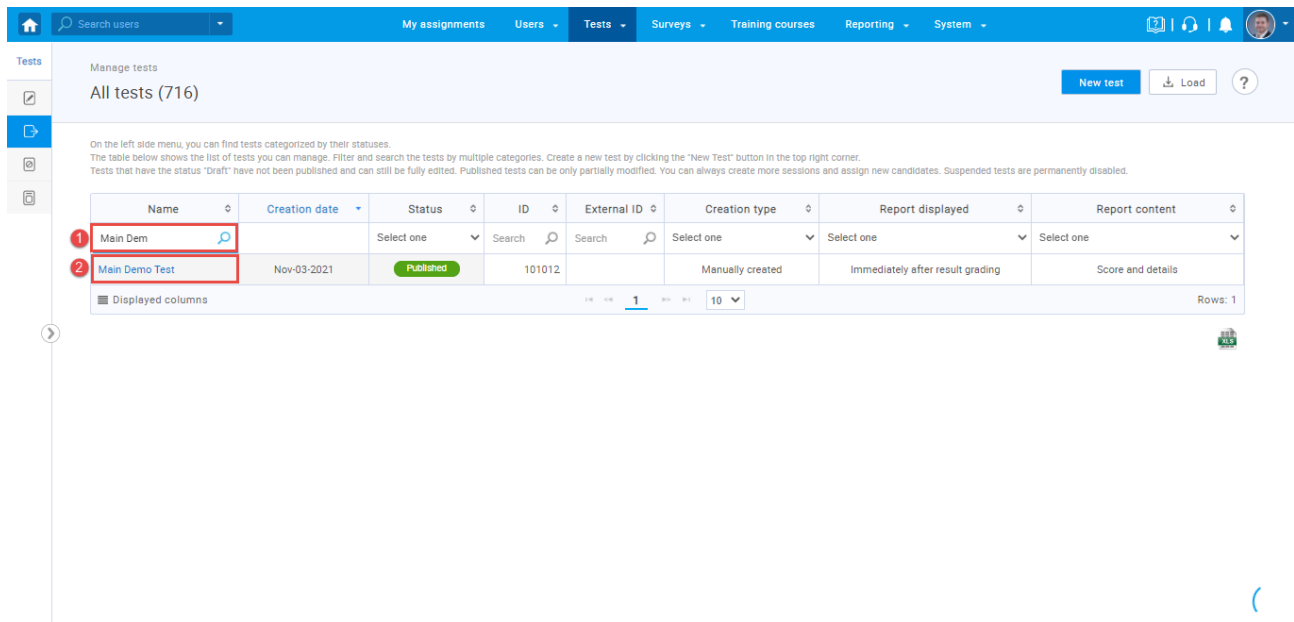 Search users
My assignments Users Tests Surveys Training courses Reporting System
Tests
Manage tests
All tests (716)
New test
Load
?
On the left side menu, you can find tests categorized by their statuses.
The table below shows the list of tests you can manage. Filter and search the tests by multiple categories. Create a new test by clicking the "New Test" button in the top right corner.
Tests that have the status "Draft" have not been published and can still be fully edited. Published tests can be only partially modified. You can always create more sessions and assign new candidates. Suspended tests are permanently disabled.
Name Creation date Status ID External ID Creation type Report displayed Report content
1 Main Dem Select one Search Search Select one Select one Select one
2 Main Demo Test Nov-03-2021 Published 101012 Manually created Immediately after result grading Score and details
Displayed columns 1 10 Rows: 1
XLS